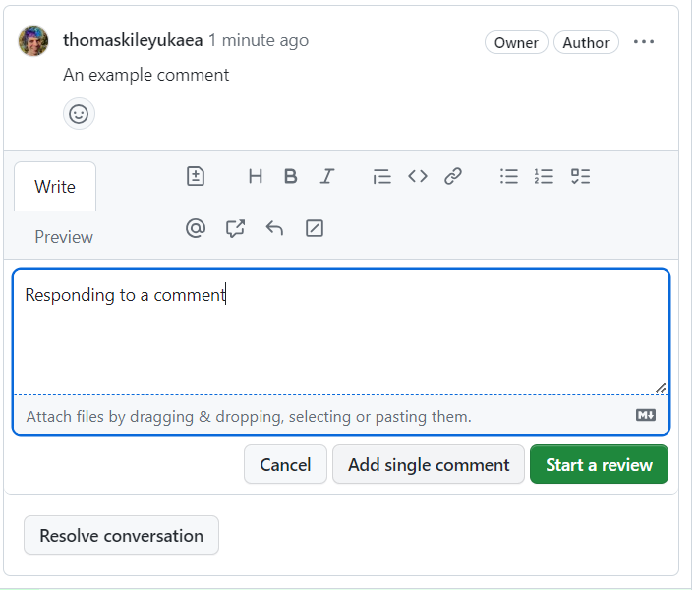 thomaskileyukaea 1 minute ago Owner Author
An example comment
Write
Preview
Responding to a comment
Attach files by dragging & dropping, selecting or pasting them.
Cancel Add single comment Start a review
Resolve conversation